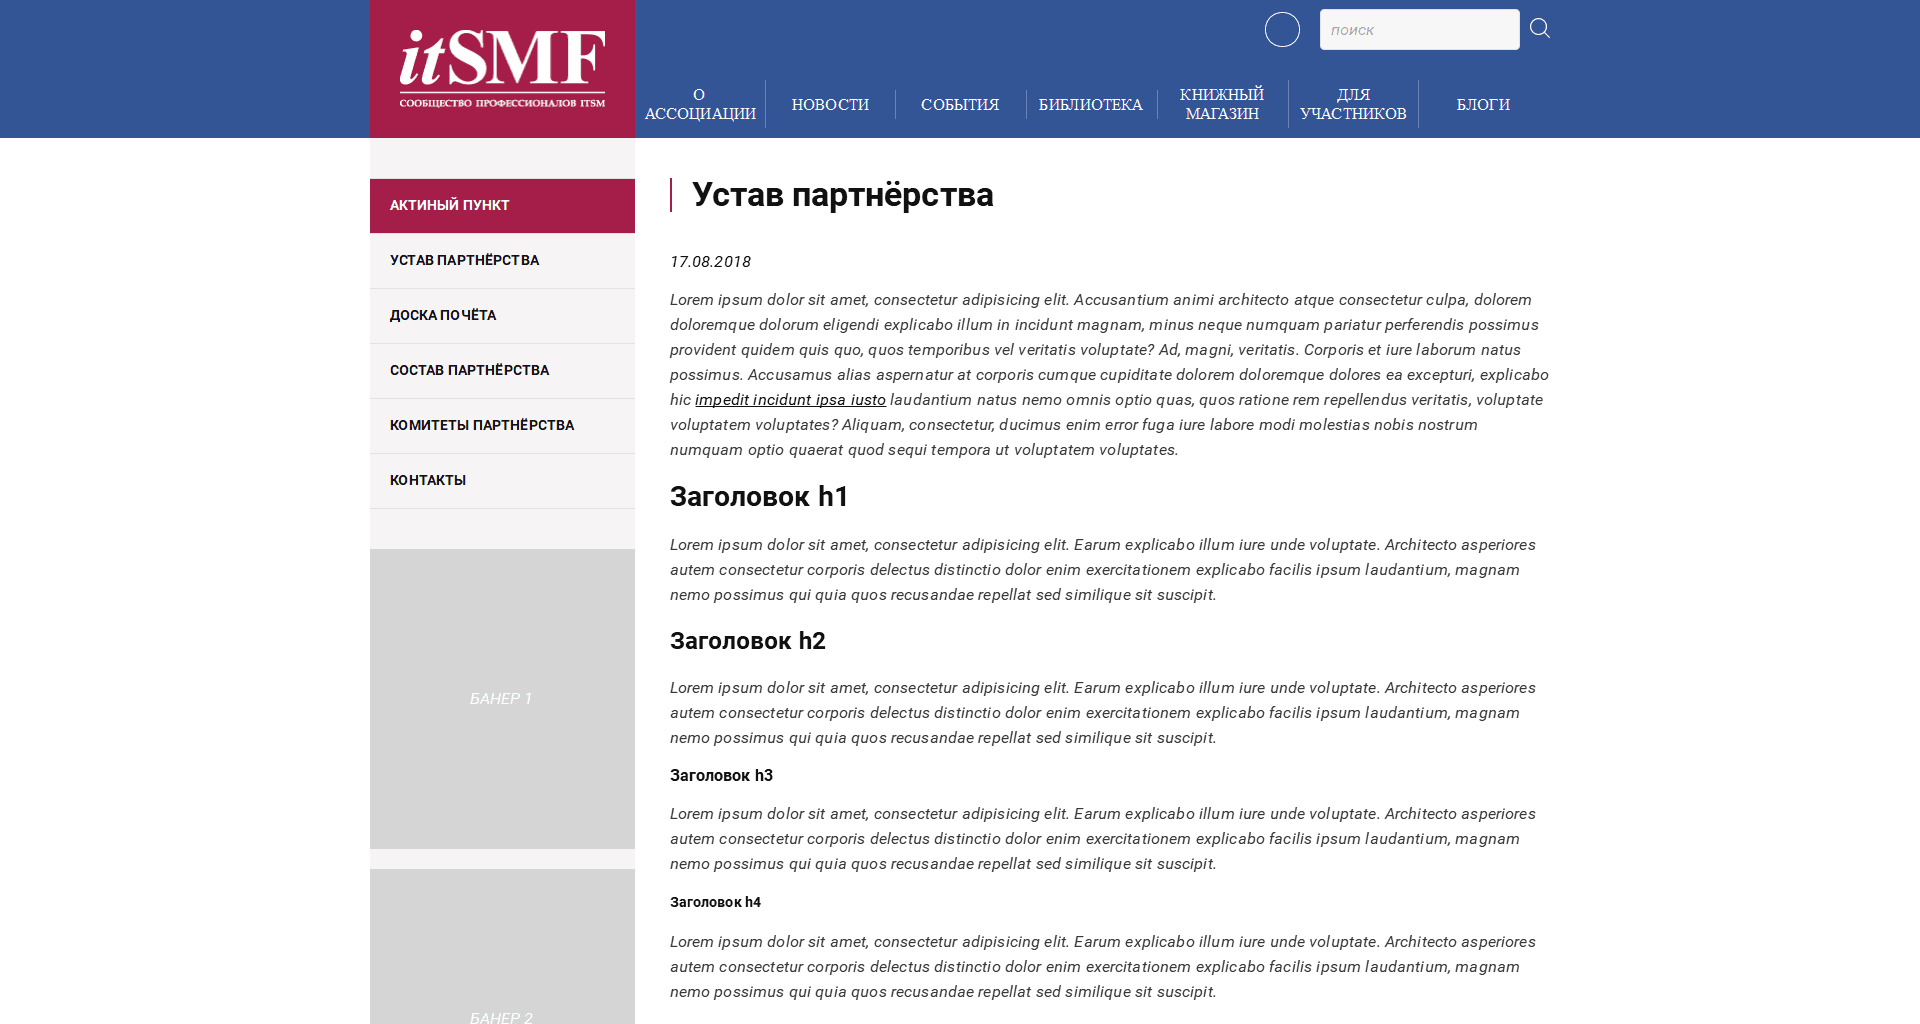 itSMF
СООБЩЕСТВО ПРОФЕССИОНАЛОВ ITSM
поиск
О АССОЦИАЦИИ
НОВОСТИ
СОБЫТИЯ
БИБЛИОТЕКА
КНИЖНЫЙ МАГАЗИН
ДЛЯ УЧАСТНИКОВ
БЛОГИ
АКТИНЫЙ ПУНКТ
УСТАВ ПАРТНЁРСТВА
ДОСКА ПОЧЁТА
СОСТАВ ПАРТНЁРСТВА
КОМИТЕТЫ ПАРТНЁРСТВА
КОНТАКТЫ
БАНЕР 1
БАНЕР 2
Устав партнёрства
17.08.2018
Lorem ipsum dolor sit amet, consectetur adipisicing elit. Accusantium animi architecto atque consectetur culpa, dolorem
doloremque dolorum eligendi explicabo illum in incidunt magnam, minus neque numquam pariatur perferendis possimus
provident quidem quis quo, quos temporibus vel veritatis voluptate? Ad, magni, veritatis. Corporis et iure laborum natus
possimus. Accusamus alias aspernatur at corporis cumque cupiditate dolorem doloremque dolores ea excepturi, explicabo
hic impedit incidunt ipsa iusto laudantium natus nemo omnis optio quas, quos ratione rem repellendus veritatis, voluptate
voluptatem voluptates? Aliquam, consectetur, ducimus enim error fuga iure labore modi molestias nobis nostrum
numquam optio quaerat quod sequi tempora ut voluptatem voluptates.
Заголовок h1
Lorem ipsum dolor sit amet, consectetur adipisicing elit. Earum explicabo illum iure unde voluptate. Architecto asperiores
autem consectetur corporis delectus distinctio dolor enim exercitationem explicabo facilis ipsum laudantium, magnam
nemo possimus qui quia quos recusandae repellat sed similique sit suscipit.
Заголовок h2
Lorem ipsum dolor sit amet, consectetur adipisicing elit. Earum explicabo illum iure unde voluptate. Architecto asperiores
autem consectetur corporis delectus distinctio dolor enim exercitationem explicabo facilis ipsum laudantium, magnam
nemo possimus qui quia quos recusandae repellat sed similique sit suscipit.
Заголовок h3
Lorem ipsum dolor sit amet, consectetur adipisicing elit. Earum explicabo illum iure unde voluptate. Architecto asperiores
autem consectetur corporis delectus distinctio dolor enim exercitationem explicabo facilis ipsum laudantium, magnam
nemo possimus qui quia quos recusandae repellat sed similique sit suscipit.
Заголовок h4
Lorem ipsum dolor sit amet, consectetur adipisicing elit. Earum explicabo illum iure unde voluptate. Architecto asperiores
autem consectetur corporis delectus distinctio dolor enim exercitationem explicabo facilis ipsum laudantium, magnam
nemo possimus qui quia quos recusandae repellat sed similique sit suscipit.